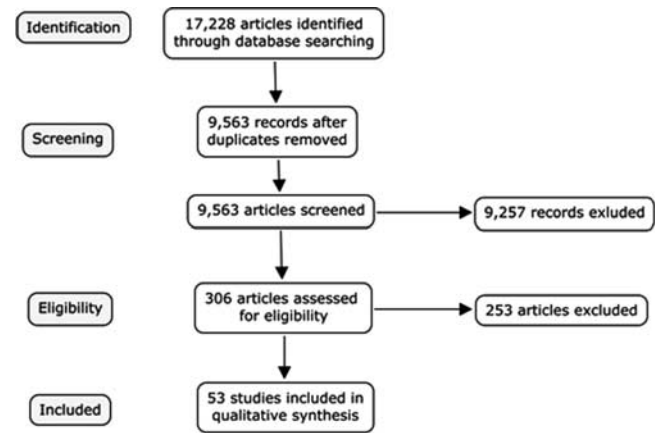 Identification
17,228 articles identified
through database searching
Screening
9,563 records after
duplicates removed
9,563 articles screened
9,257 records exluded
Eligibility
306 articles assessed
for eligibility
253 articles excluded
Included
53 studies included in
qualitative synthesis